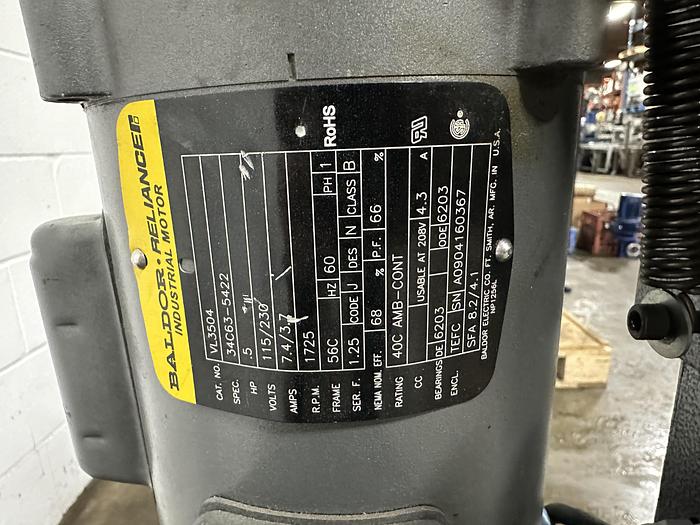 BALDOR·RELIANCER
INDUSTRIAL MOTOR
RoHS
CAT. NO. VL3504
SPEC. 34C63-5422
HP .5
VOLTS 115/230
AMPS 7.4/3.7
R.P.M. 1725
FRAME 56C HZ 60 PH 1
SER. F. 1.25 CODE J DES N CLASS B
NEMA NOM. EFF. 68 % P.F. 66 %
RATING 40C AMB-CONT
CC USABLE AT 208V 4.3 A
BEARINGS DE 6203 ODE 6203
ENCL. TEFC SN A0904160367
SFA 8.2/4.1
BALDOR ELECTRIC CO. FT. SMITH, AR. MFG. IN U.S.A.
NP1256L